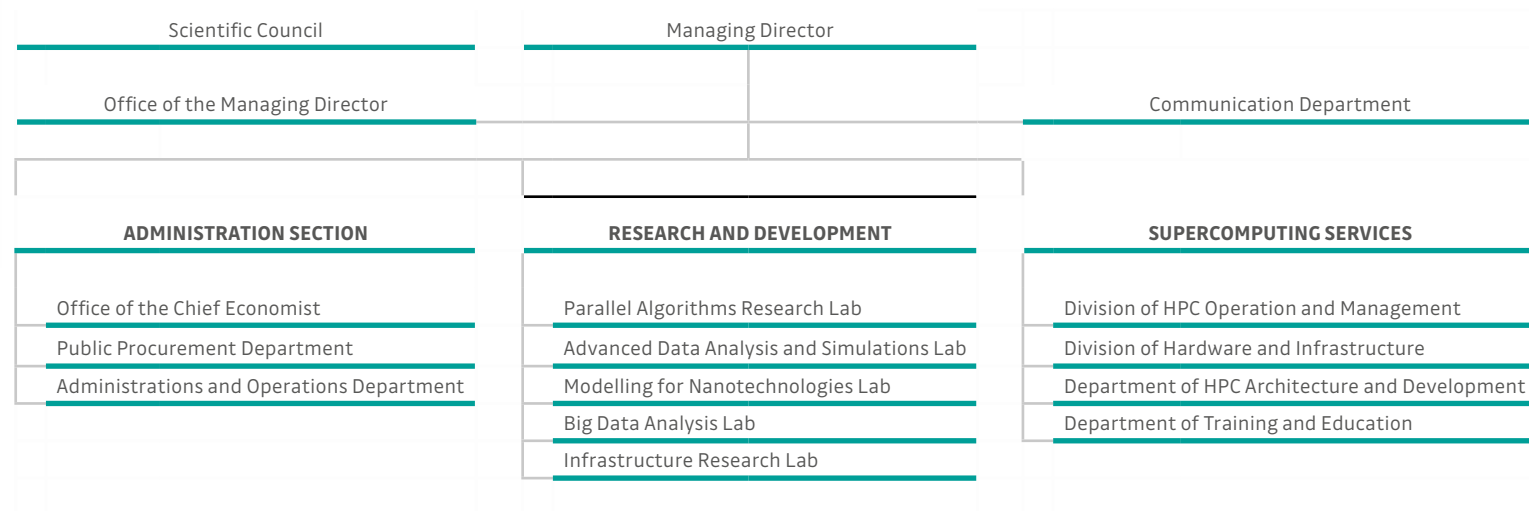 Scientific Council
Managing Director
Office of the Managing Director
Communication Department
ADMINISTRATION SECTION
Office of the Chief Economist
Public Procurement Department
Administrations and Operations Department
RESEARCH AND DEVELOPMENT
Parallel Algorithms Research Lab
Advanced Data Analysis and Simulations Lab
Modelling for Nanotechnologies Lab
Big Data Analysis Lab
Infrastructure Research Lab
SUPERCOMPUTING SERVICES
Division of HPC Operation and Management
Division of Hardware and Infrastructure
Department of HPC Architecture and Development
Department of Training and Education